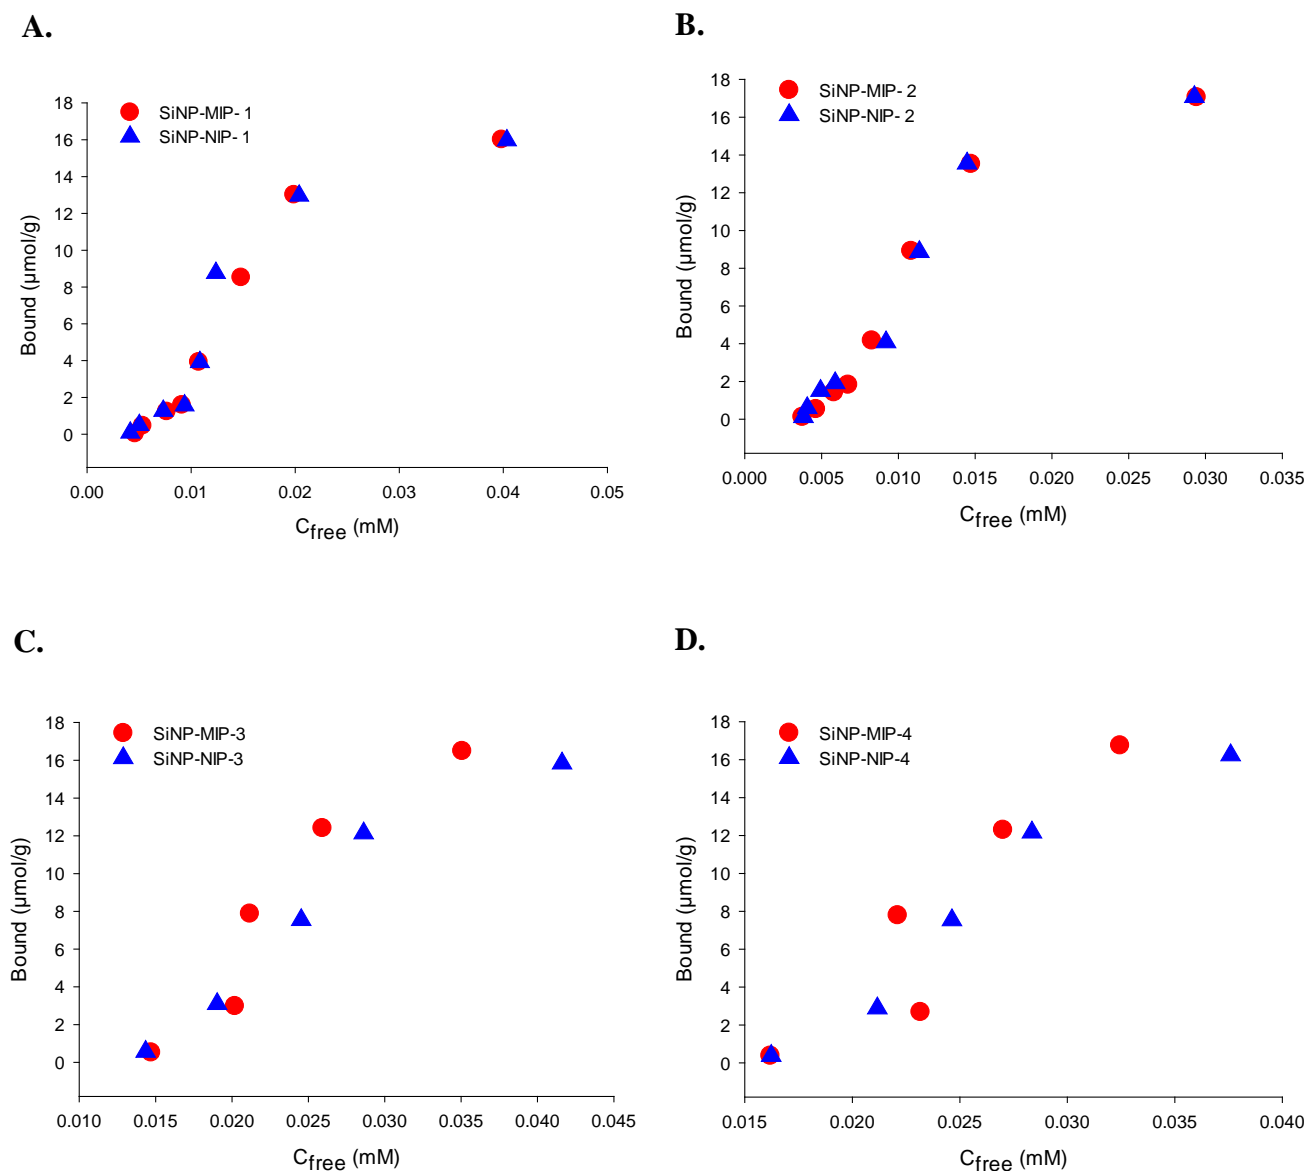 A.
SiNP-MIP- 1
SiNP-NIP- 1
18
16
14
12
10
8
6
4
2
0
Bound (µmol/g)
0.00 0.01 0.02 0.03 0.04 0.05
Cfree (mM)
B.
SiNP-MIP- 2
SiNP-NIP- 2
18
16
14
12
10
8
6
4
2
0
Bound (µmol/g)
0.000 0.005 0.010 0.015 0.020 0.025 0.030 0.035
Cfree (mM)
C.
SiNP-MIP-3
SiNP-NIP-3
18
16
14
12
10
8
6
4
2
0
Bound (µmol/g)
0.010 0.015 0.020 0.025 0.030 0.035 0.040 0.045
Cfree (mM)
D.
SiNP-MIP-4
SiNP-NIP-4
18
16
14
12
10
8
6
4
2
0
Bound (µmol/g)
0.015 0.020 0.025 0.030 0.035 0.040
Cfree (mM)